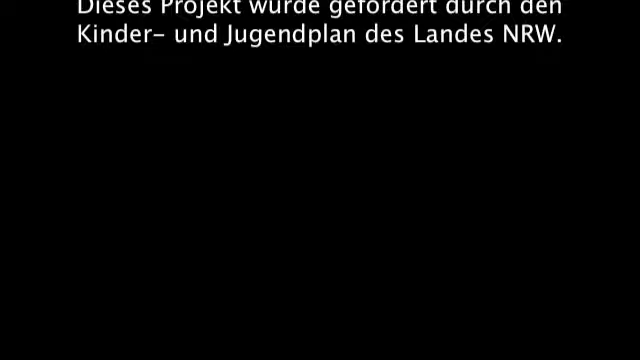 Dieses Projekt wurde gefördert durch den
Kinder- und Jugendplan des Landes NRW.